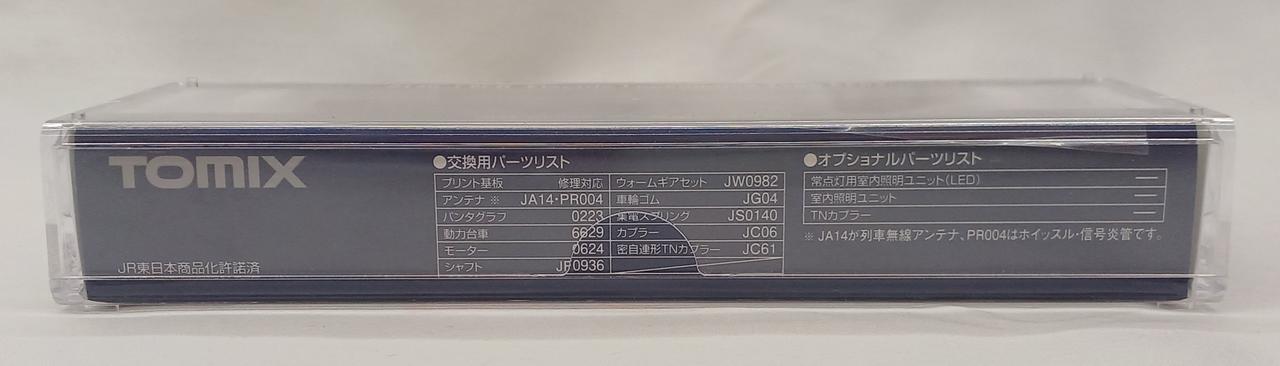 TOMIX
JR東日本商品化許諾済
●交換用パーツリスト
プリント基板 修理対応 ウォームギアセット JW0982
アンテナ ※ JA14・PR004 車輪ゴム JG04
パンタグラフ 0223 集電スプリング JS0140
動力台車 6629 カプラー JC06
モーター 0624 密自連形TNカプラー JC61
シャフト JF0936
●オプショナルパーツリスト
常点灯用室内照明ユニット(LED) —
室内照明ユニット —
TNカプラー —
※ JA14が列車無線アンテナ、PR004はホイッスル・信号炎管です。